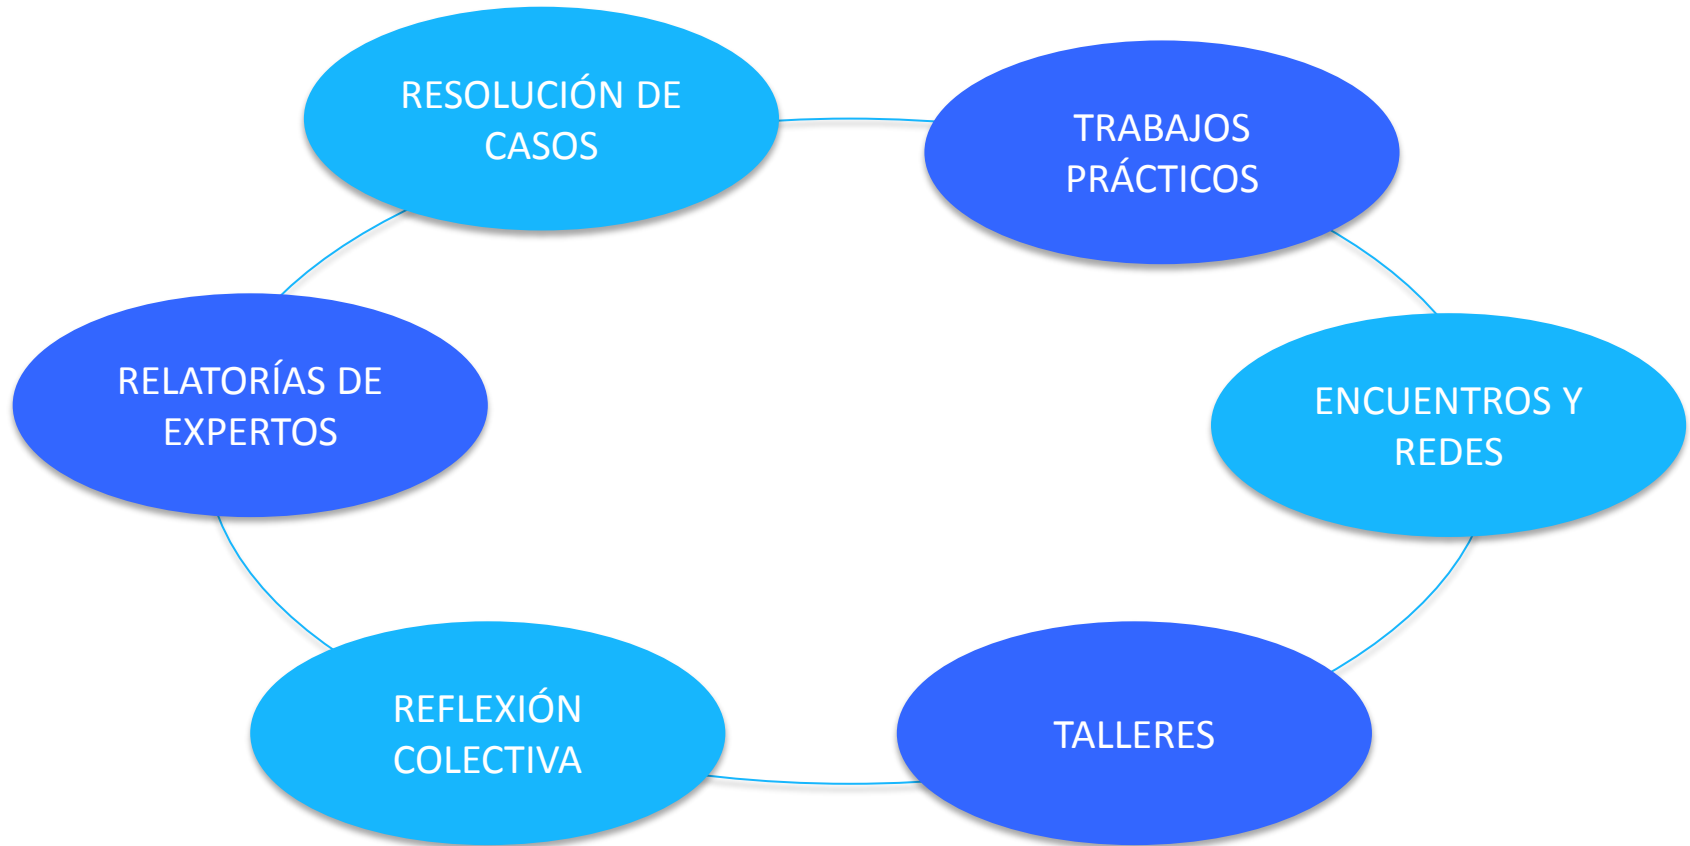 RESOLUCIÓN DE
CASOS
TRABAJOS
PRÁCTICOS
RELATORÍAS DE
EXPERTOS
ENCUENTROS Y
REDES
REFLEXIÓN
COLECTIVA
TALLERES